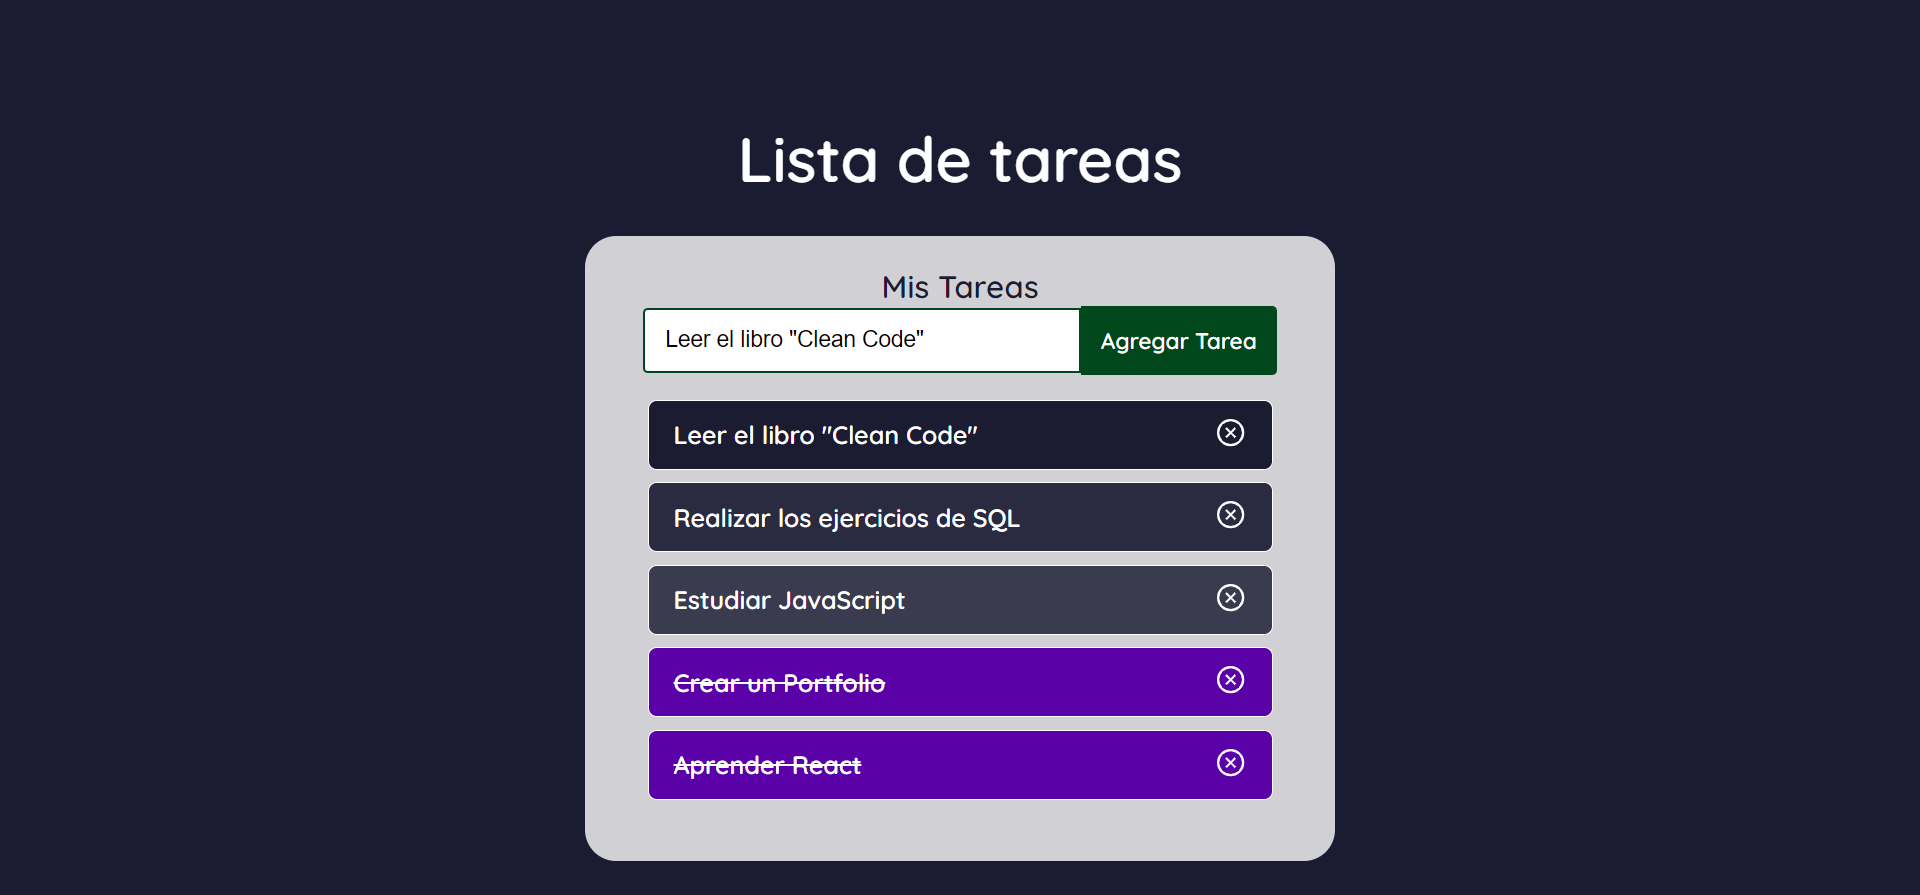 Lista de tareas
Mis Tareas
Leer el libro "Clean Code"
Agregar Tarea
Leer el libro "Clean Code"
Realizar los ejercicios de SQL
Estudiar JavaScript
Crear un Portfolio
Aprender React